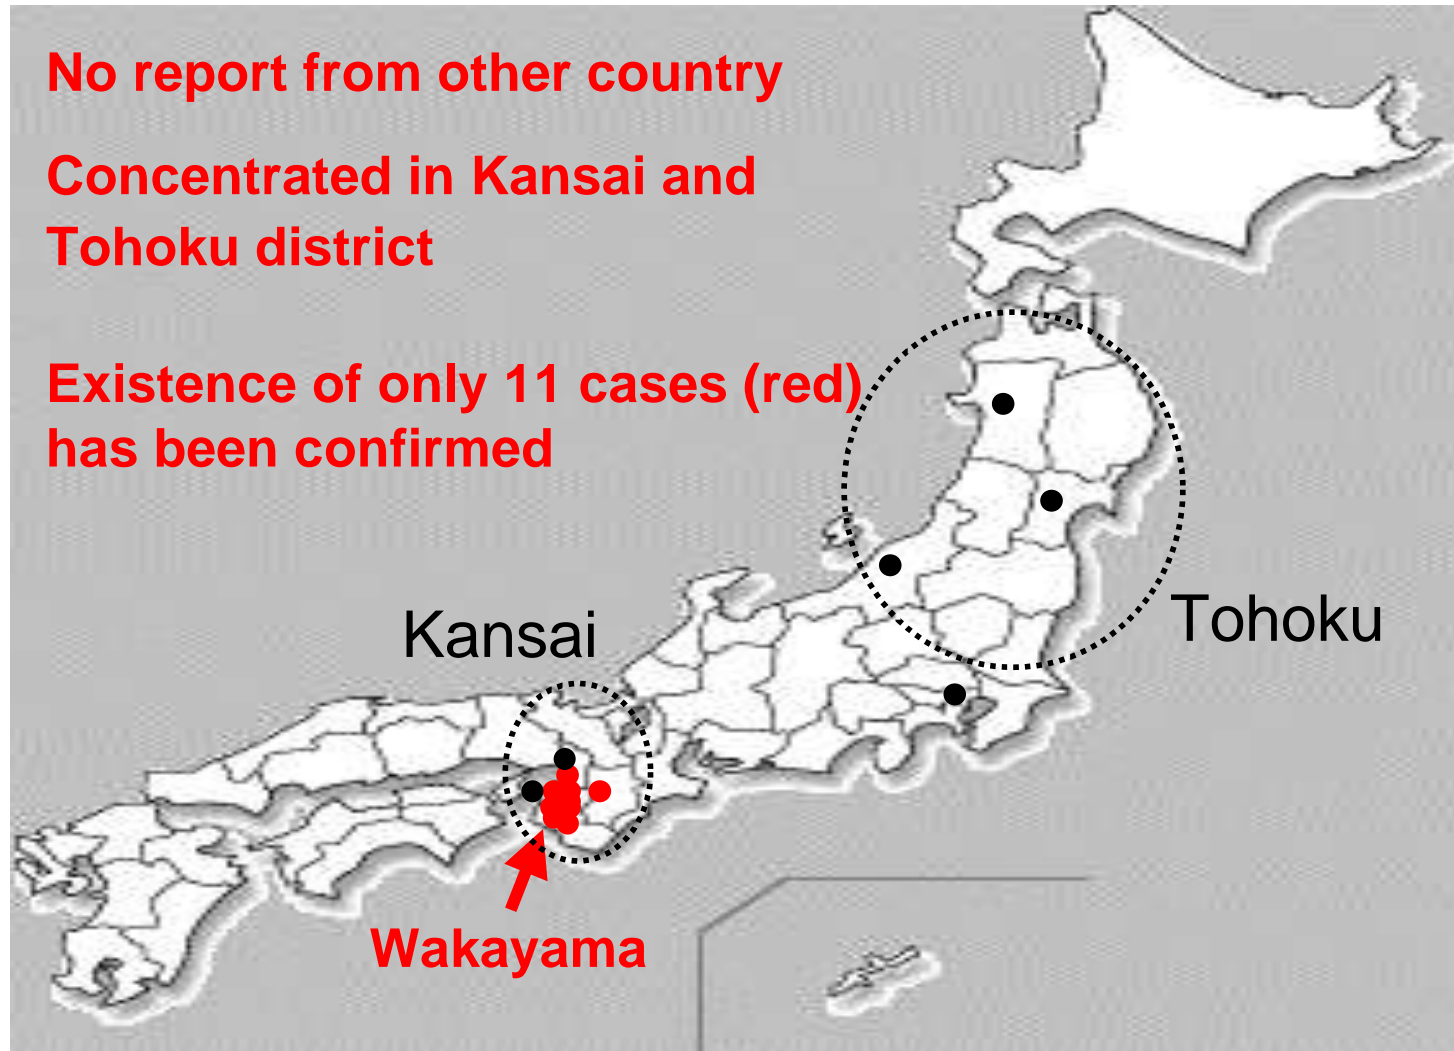 No report from other country
Concentrated in Kansai and
Tohoku district
Existence of only 11 cases (red)
has been confirmed
Kansai
Tohoku
Wakayama